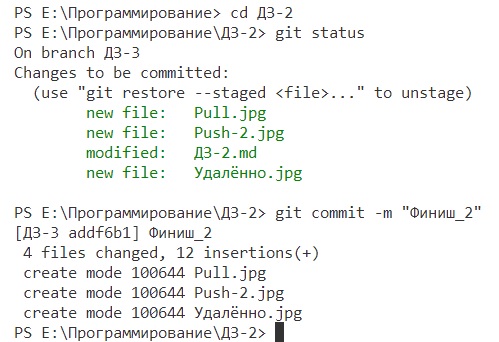 PS E:\Программирование> cd ДЗ-2
PS E:\Программирование\ДЗ-2> git status
On branch ДЗ-3
Changes to be committed:
  (use "git restore --staged <file>..." to unstage)
        new file:   Pull.jpg
        new file:   Push-2.jpg
        modified:   ДЗ-2.md
        new file:   Удалённо.jpg
PS E:\Программирование\ДЗ-2> git commit -m "Финиш_2"
[ДЗ-3 addf6b1] Финиш_2
 4 files changed, 12 insertions(+)
 create mode 100644 Pull.jpg
 create mode 100644 Push-2.jpg
 create mode 100644 Удалённо.jpg
PS E:\Программирование\ДЗ-2>